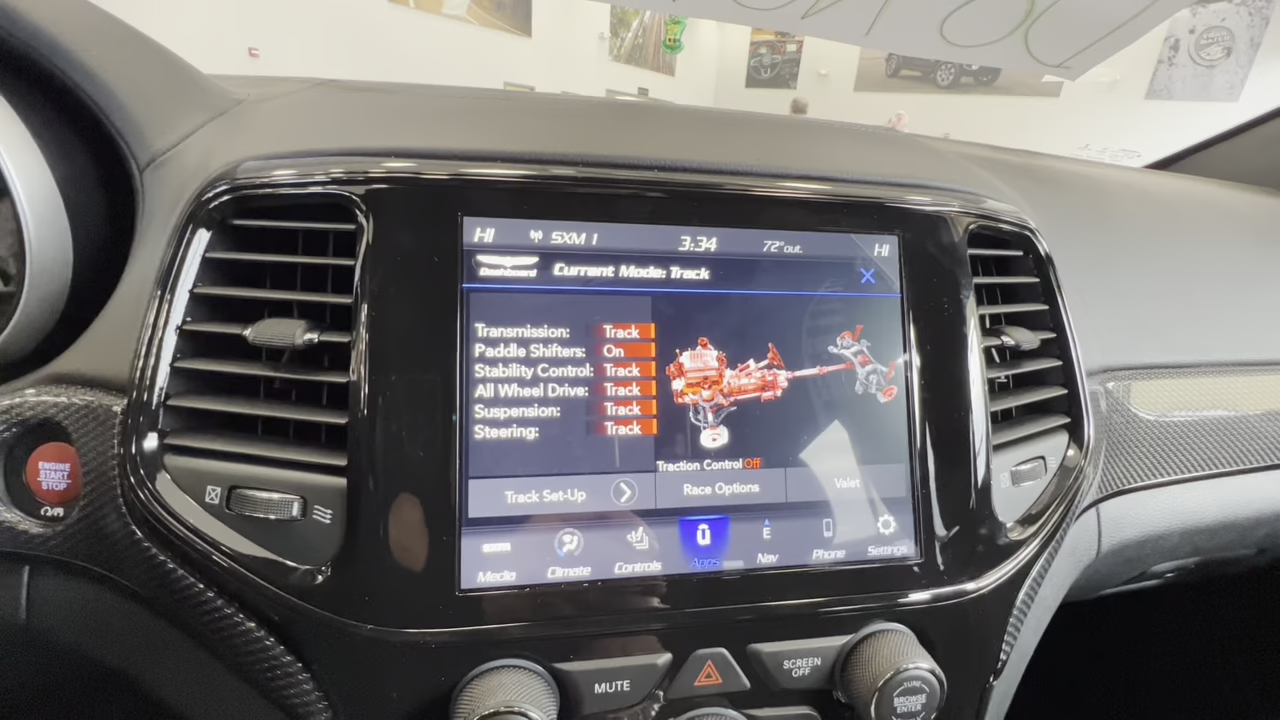 TRAIL RATED
HI SXM 1 3:34 72° out. HI
Dashboard Current Mode: Track
Transmission: Track
Paddle Shifters: On
Stability Control: Track
All Wheel Drive: Track
Suspension: Track
Steering: Track
Traction Control Off
Track Set-Up Race Options Valet
Media Climate Controls Apps E Nav Phone Settings
ENGINE
START
STOP
MUTE
SCREEN
OFF
TUNE
BROWSE
ENTER